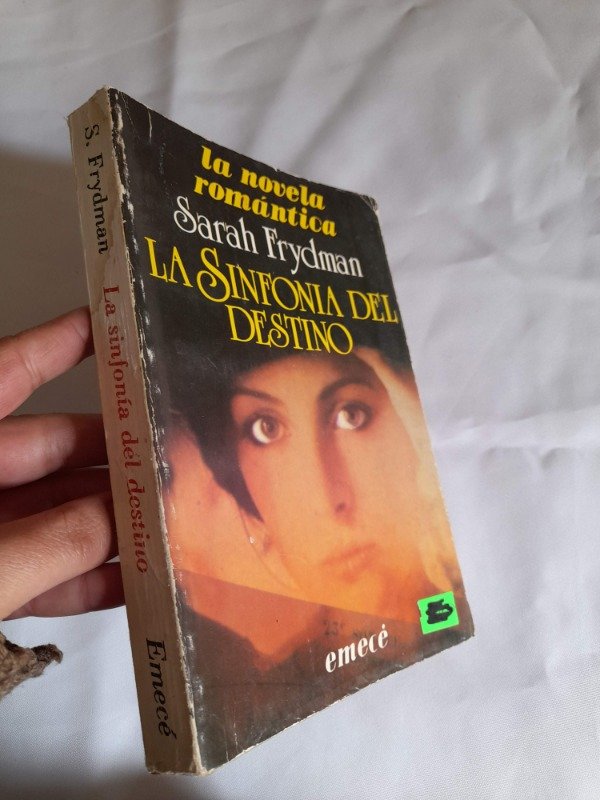 la novela
romántica
Sarah Frydman
LA SINFONIA DEL
DESTINO
emecé
S. Frydman
La sinfonía del destino
Emecé